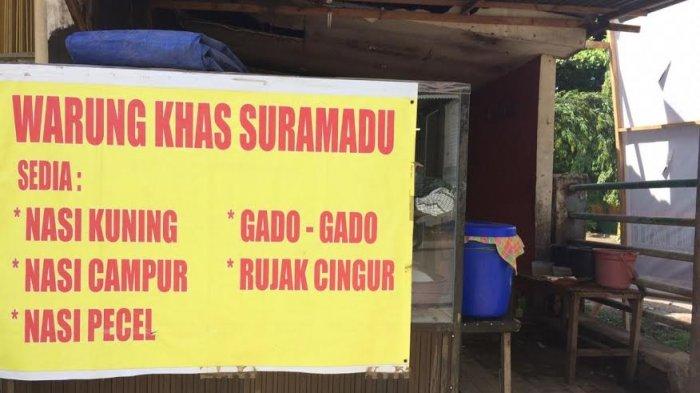 WARUNG KHAS SURAMADU
SEDIA :
* NASI KUNING
* NASI CAMPUR
* NASI PECEL
* GADO - GADO
* RUJAK CINGUR